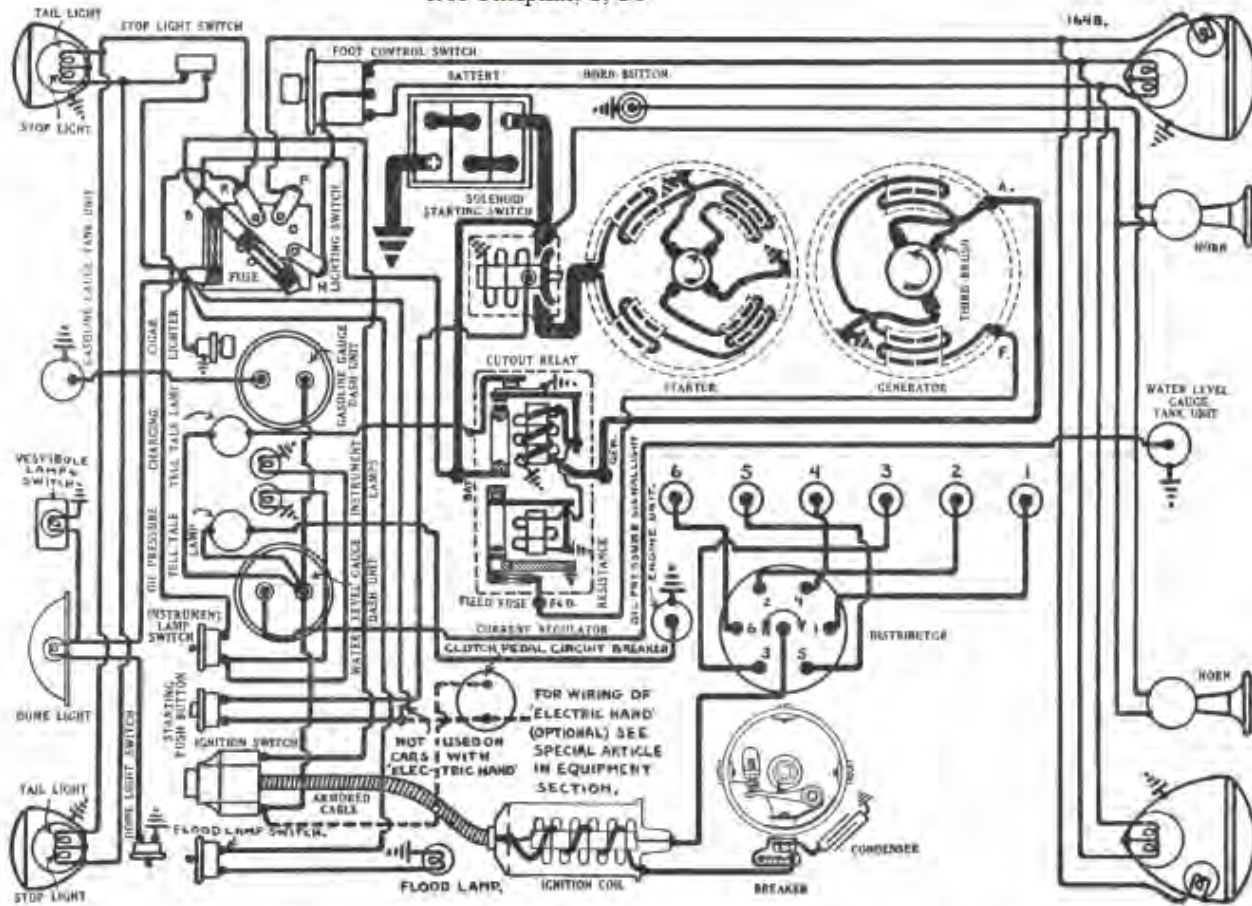 TAIL LIGHT
STOP LIGHT SWITCH
1648.
FOOT CONTROL SWITCH
BATTERY
HORN BUTTON
STOP LIGHT
SOLENOID
STARTING SWITCH
GASOLINE GAUGE TANK UNIT
R
P
B
FUSE
H
LIGHTING SWITCH
A.
THIRD BRUSH
F.
HORN
CIGAR
LIGHTER
GASOLINE GAUGE
DASH UNIT
CUTOUT RELAY
STARTER
GENERATOR
WATER LEVEL
GAUGE
TANK UNIT
CHARGING
TELL TALE LAMP
INSTRUMENT
LAMPS
VESTIBULE
LAMPS
SWITCH.
BAT
GEN.
OIL PRESSURE SIGNAL LIGHT
ENGINE UNIT.
6 5 4 3 2 1
OIL PRESSURE
TELL TALE
LAMP
WATER LEVEL GAUGE
DASH UNIT
RESISTANCE
FIELD FUSE
CURRENT REGULATOR
2 4
6 1
3 5
DISTRIBUTOR
INSTRUMENT
LAMP
SWITCH
CLUTCH PEDAL CIRCUIT BREAKER
DOME LIGHT
STARTING
PUSH BUTTON
HORN
FOR WIRING OF
'ELECTRIC HAND'
(OPTIONAL) SEE
SPECIAL ARTICLE
IN EQUIPMENT
SECTION.
IGNITION SWITCH
NOT USED ON
CARS WITH
'ELECTRIC HAND'
DOME LIGHT SWITCH
TAIL LIGHT
ARMORED
CABLE
FLOOD LAMP SWITCH.
CONDENSER
STOP LIGHT
FLOOD LAMP.
IGNITION COIL
BREAKER